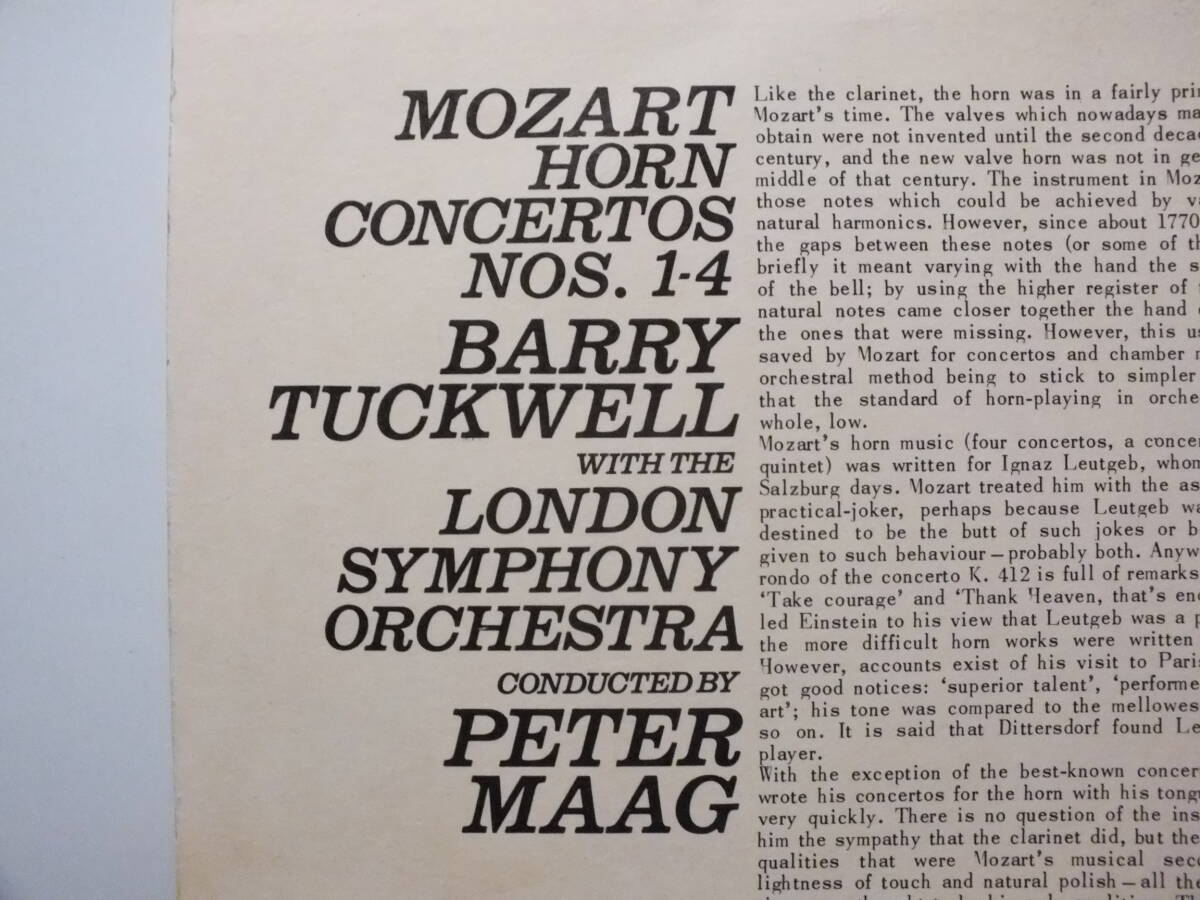 MOZART
HORN
CONCERTOS
NOS. 1-4
BARRY
TUCKWELL
WITH THE
LONDON
SYMPHONY
ORCHESTRA
CONDUCTED BY
PETER
MAAG
Like the clarinet, the horn was in a fairly
Mozart's time. The valves which nowadays
obtain were not invented until the second
century, and the new valve horn was not in
middle of that century. The instrument in
those notes which could be achieved by
natural harmonics. However, since about 1770
the gaps between these notes (or some of
briefly it meant varying with the hand the
of the bell; by using the higher register of
natural notes came closer together the hand
the ones that were missing. However, this
saved by Mozart for concertos and chamber
orchestral method being to stick to simpler
that the standard of horn-playing in
whole, low.
Mozart's horn music (four concertos, a
quintet) was written for Ignaz Leutgeb,
Salzburg days. Mozart treated him with the
practical-joker, perhaps because Leutgeb
destined to be the butt of such jokes or
given to such behaviour – probably both.
rondo of the concerto K. 412 is full of remarks
'Take courage' and 'Thank Heaven, that's
led Einstein to his view that Leutgeb was a
the more difficult horn works were written
However, accounts exist of his visit to
got good notices: 'superior talent',
art'; his tone was compared to the
so on. It is said that Dittersdorf found
player.
With the exception of the best-known
wrote his concertos for the horn with his
very quickly. There is no question of the
him the sympathy that the clarinet did, but
qualities that were Mozart's musical
lightness of touch and natural polish – all